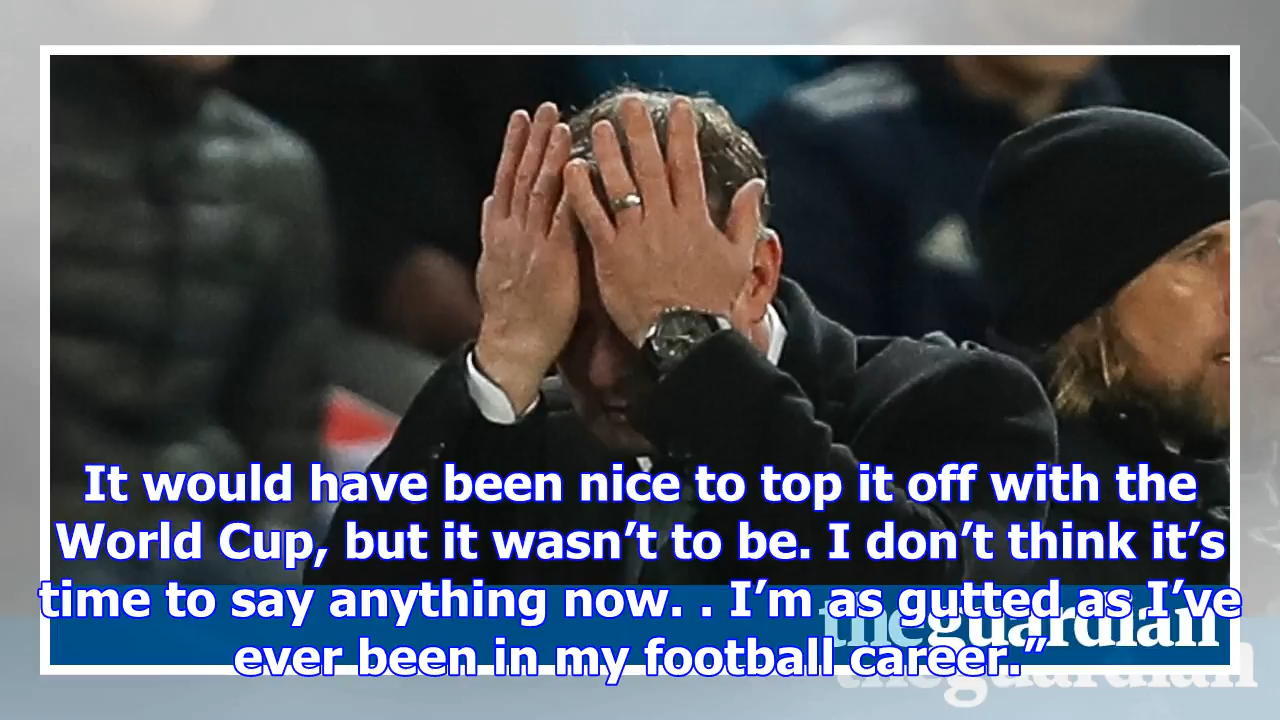 It would have been nice to top it off with the
World Cup, but it wasn’t to be. I don’t think it’s
time to say anything now. . I’m as gutted as I’ve
ever been in my football career.”
theguardian
theguardian